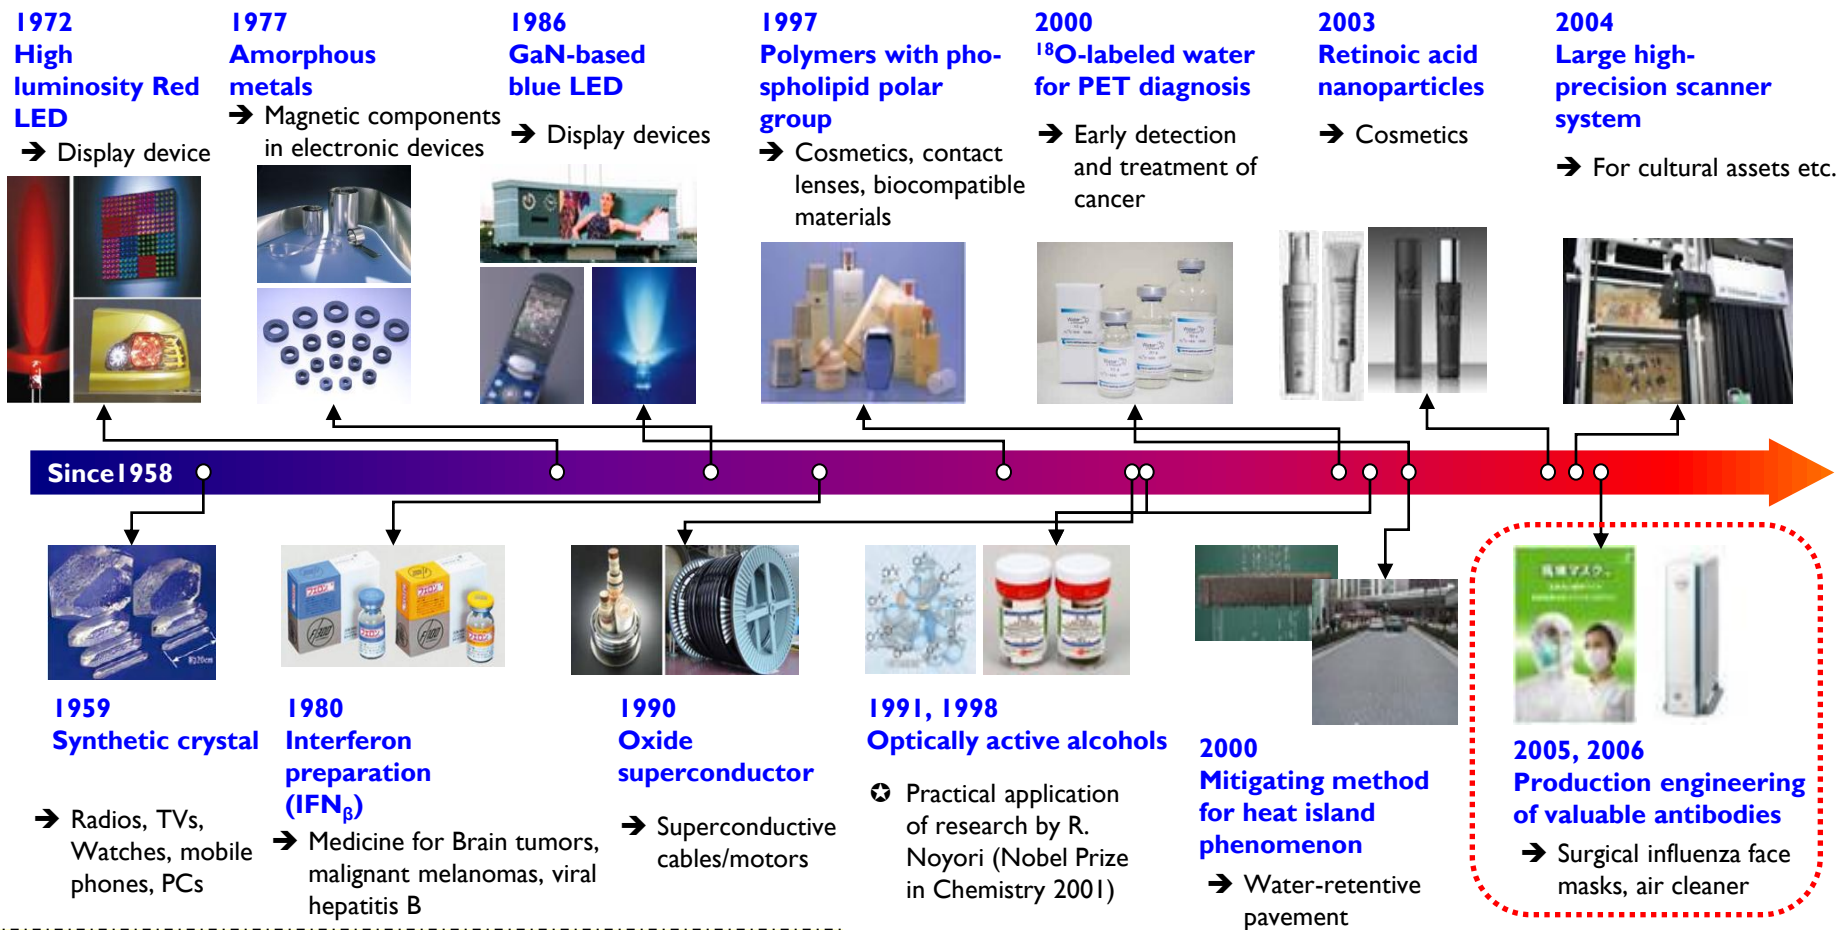 1972
High
luminosity Red
LED
➔ Display device
1977
Amorphous
metals
➔ Magnetic components
in electronic devices
1986
GaN-based
blue LED
➔ Display devices
1997
Polymers with pho-
spholipid polar
group
➔ Cosmetics, contact
lenses, biocompatible
materials
2000
¹⁸O-labeled water
for PET diagnosis
➔ Early detection
and treatment of
cancer
2003
Retinoic acid
nanoparticles
➔ Cosmetics
2004
Large high-
precision scanner
system
➔ For cultural assets etc.
Since1958
約20cm
1959
Synthetic crystal
➔ Radios, TVs,
Watches, mobile
phones, PCs
1980
Interferon
preparation
(IFNβ)
➔ Medicine for Brain tumors,
malignant melanomas, viral
hepatitis B
1990
Oxide
superconductor
➔ Superconductive
cables/motors
1991, 1998
Optically active alcohols
✪ Practical application
of research by R.
Noyori (Nobel Prize
in Chemistry 2001)
2000
Mitigating method
for heat island
phenomenon
➔ Water-retentive
pavement
2005, 2006
Production engineering
of valuable antibodies
➔ Surgical influenza face
masks, air cleaner